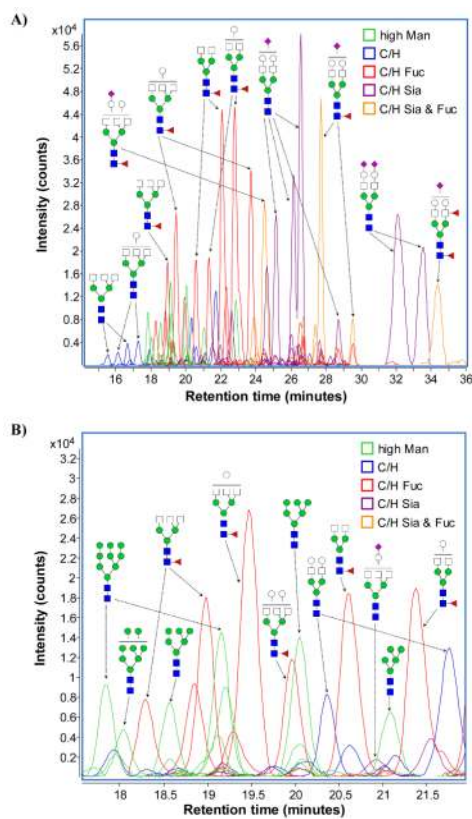 A)
x10⁴
5.6
5.2
4.8
4.4
4
3.6
3.2
2.8
2.4
2
1.6
1.2
0.8
0.4
Intensity (counts)
high Man
C/H
C/H Fuc
C/H Sia
C/H Sia & Fuc
16 18 20 22 24 26 28 30 32 34 36
Retention time (minutes)
B)
x10⁴
3.2
3
2.8
2.6
2.4
2.2
2
1.8
1.6
1.4
1.2
1
0.8
0.6
0.4
0.2
Intensity (counts)
high Man
C/H
C/H Fuc
C/H Sia
C/H Sia & Fuc
18 18.5 19 19.5 20 20.5 21 21.5
Retention time (minutes)